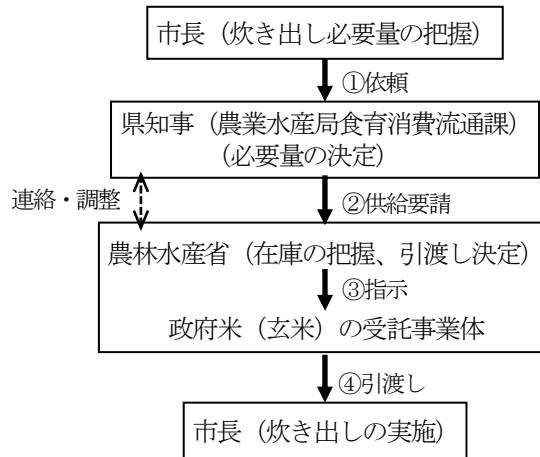 市長（炊き出し必要量の把握）
①依頼
県知事（農業水産局食育消費流通課）
（必要量の決定）
連絡・調整
②供給要請
農林水産省（在庫の把握、引渡し決定）
③指示
政府米（玄米）の受託事業体
④引渡し
市長（炊き出しの実施）